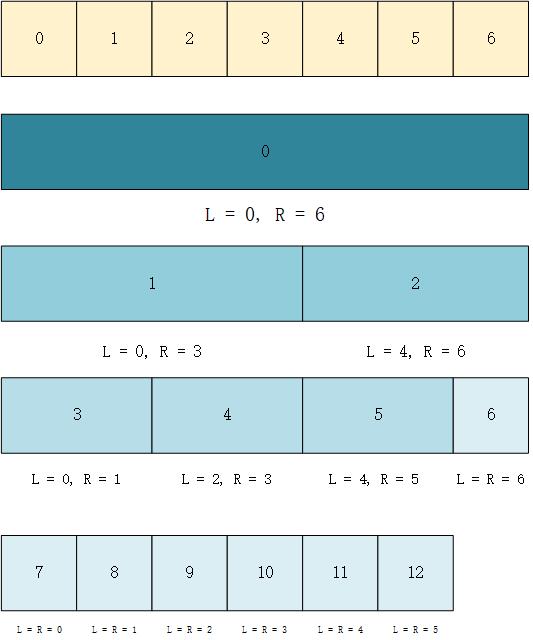 0 1 2 3 4 5 6
0
L = 0, R = 6
1 2
L = 0, R = 3 L = 4, R = 6
3 4 5 6
L = 0, R = 1 L = 2, R = 3 L = 4, R = 5 L = R = 6
7 8 9 10 11 12
L = R = 0 L = R = 1 L = R = 2 L = R = 3 L = R = 4 L = R = 5